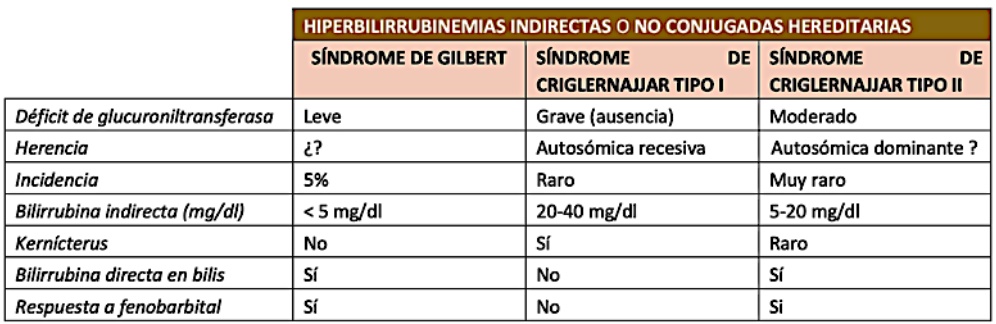 HIPERBILIRRUBINEMIAS INDIRECTAS O NO CONJUGADAS HEREDITARIAS
SÍNDROME DE GILBERT SÍNDROME DE CRIGLERNAJJAR TIPO I SÍNDROME DE CRIGLERNAJJAR TIPO II
Déficit de glucuroniltransferasa Leve Grave (ausencia) Moderado
Herencia ¿? Autosómica recesiva Autosómica dominante ?
Incidencia 5% Raro Muy raro
Bilirrubina indirecta (mg/dl) < 5 mg/dl 20-40 mg/dl 5-20 mg/dl
Kernícterus No Sí Raro
Bilirrubina directa en bilis Sí No Sí
Respuesta a fenobarbital Sí No Si